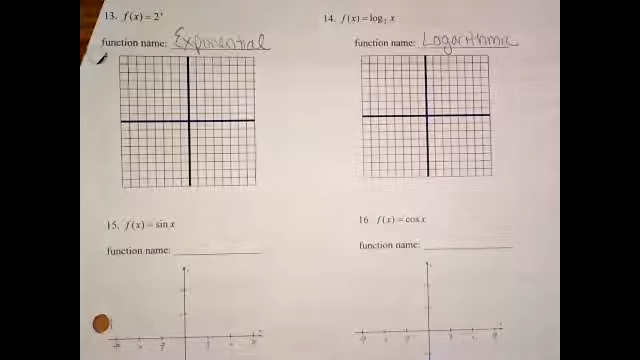 13. f(x) = 2ˣ
function name: Exponential
14. f(x) = log₂ x
function name: Logarithmic
15. f(x) = sin x
function name:
16 f(x) = cos x
function name: